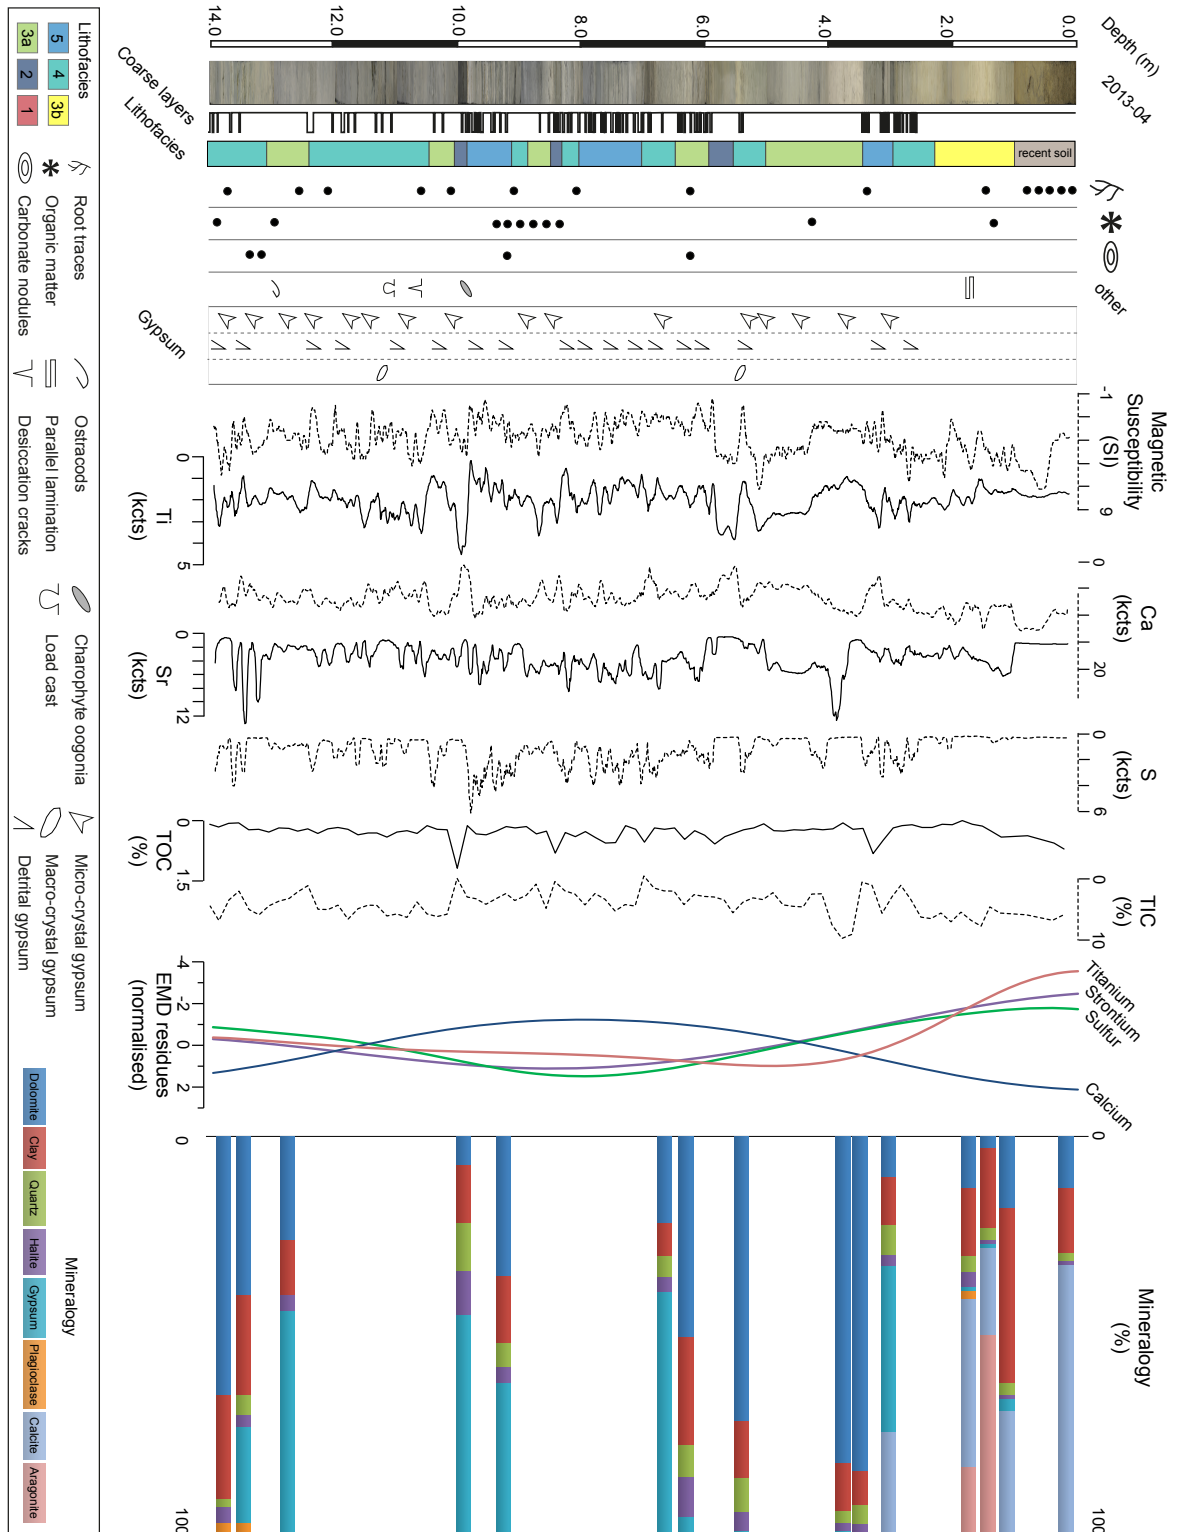 Depth (m)
0.0
2.0
4.0
6.0
8.0
10.0
12.0
14.0
2013-04
Coarse layers
Lithofacies
recent soil
*
other
Gypsum
Magnetic
Susceptibility
(SI)
-1
9
Ti
(kcts)
0
5
Ca
(kcts)
0
20
Sr
(kcts)
0
12
S
(kcts)
0
6
TOC
(%)
0
1.5
TIC
(%)
0
10
EMD residues
(normalised)
-4
-2
0
2
Titanium
Strontium
Sulfur
Calcium
Mineralogy
(%)
0
100
0
100
Lithofacies
5
4
3b
3a
2
1
Root traces
* Organic matter
Carbonate nodules
Ostracods
Parallel lamination
Desiccation cracks
Charophyte oogonia
Load cast
Micro-crystal gypsum
Macro-crystal gypsum
Detrital gypsum
Mineralogy
Dolomite
Clay
Quartz
Halite
Gypsum
Plagioclase
Calcite
Aragonite